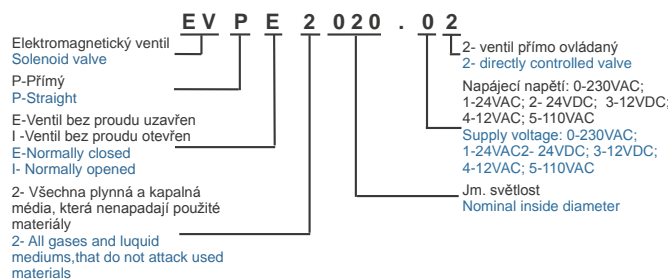 EV P E 2 020 . 0 2
Elektromagnetický ventil
Solenoid valve
P-Přímý
P-Straight
E-Ventil bez proudu uzavřen
I -Ventil bez proudu otevřen
E-Normally closed
I- Normally opened
2- Všechna plynná a kapalná
média, která nenapadají použité
materiály
2- All gases and luquid
mediums,that do not attack used
materials
2- ventil přímo ovládaný
2- directly controlled valve
Napájecí napětí: 0-230VAC;
1-24VAC; 2- 24VDC; 3-12VDC;
4-12VAC; 5-110VAC
Supply voltage: 0-230VAC;
1-24VAC2- 24VDC; 3-12VDC;
4-12VAC; 5-110VAC
Jm. světlost
Nominal inside diameter